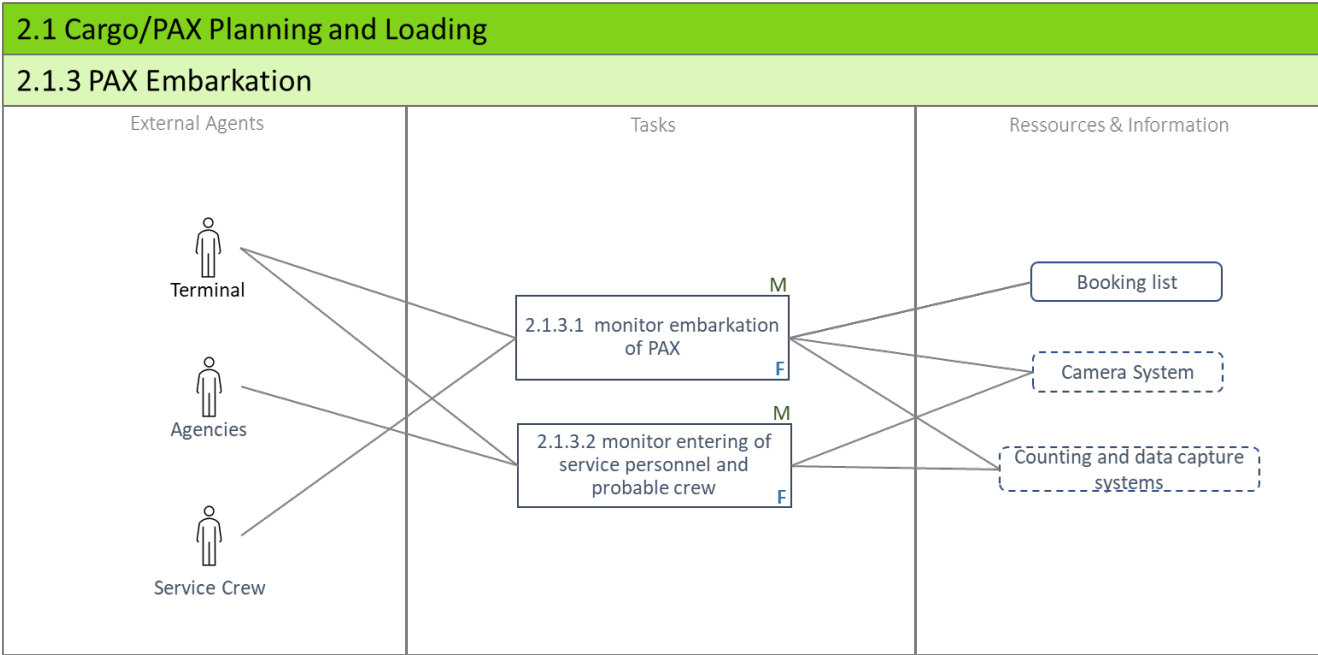 2.1 Cargo/PAX Planning and Loading
2.1.3 PAX Embarkation
External Agents
Tasks
Ressources & Information
Terminal
Agencies
Service Crew
M
2.1.3.1 monitor embarkation
of PAX
F
M
2.1.3.2 monitor entering of
service personnel and
probable crew
F
Booking list
Camera System
Counting and data capture
systems